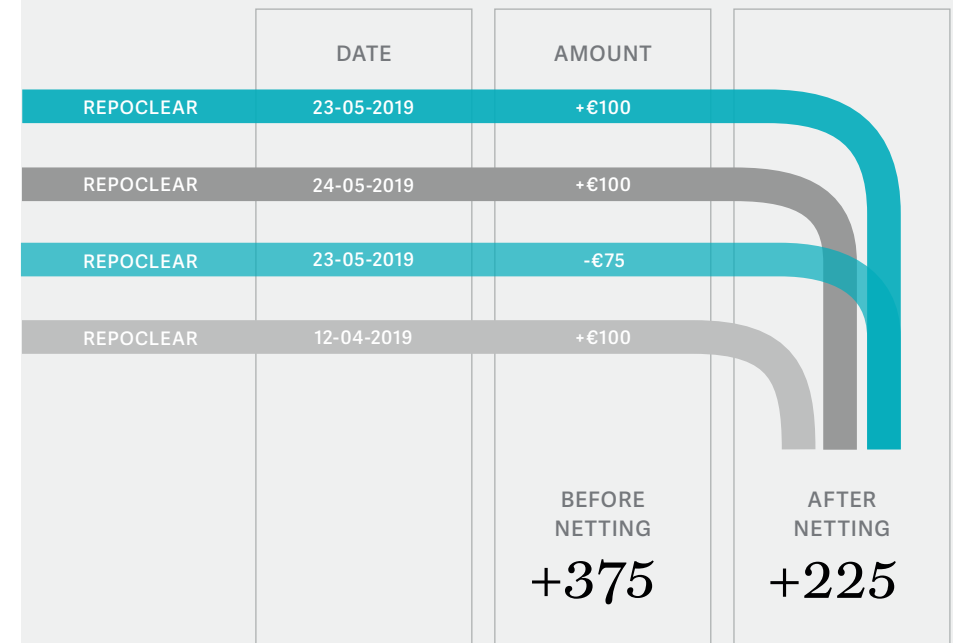 DATE AMOUNT
REPOCLEAR 23-05-2019 +€100
REPOCLEAR 24-05-2019 +€100
REPOCLEAR 23-05-2019 -€75
REPOCLEAR 12-04-2019 +€100
BEFORE NETTING
+375
AFTER NETTING
+225